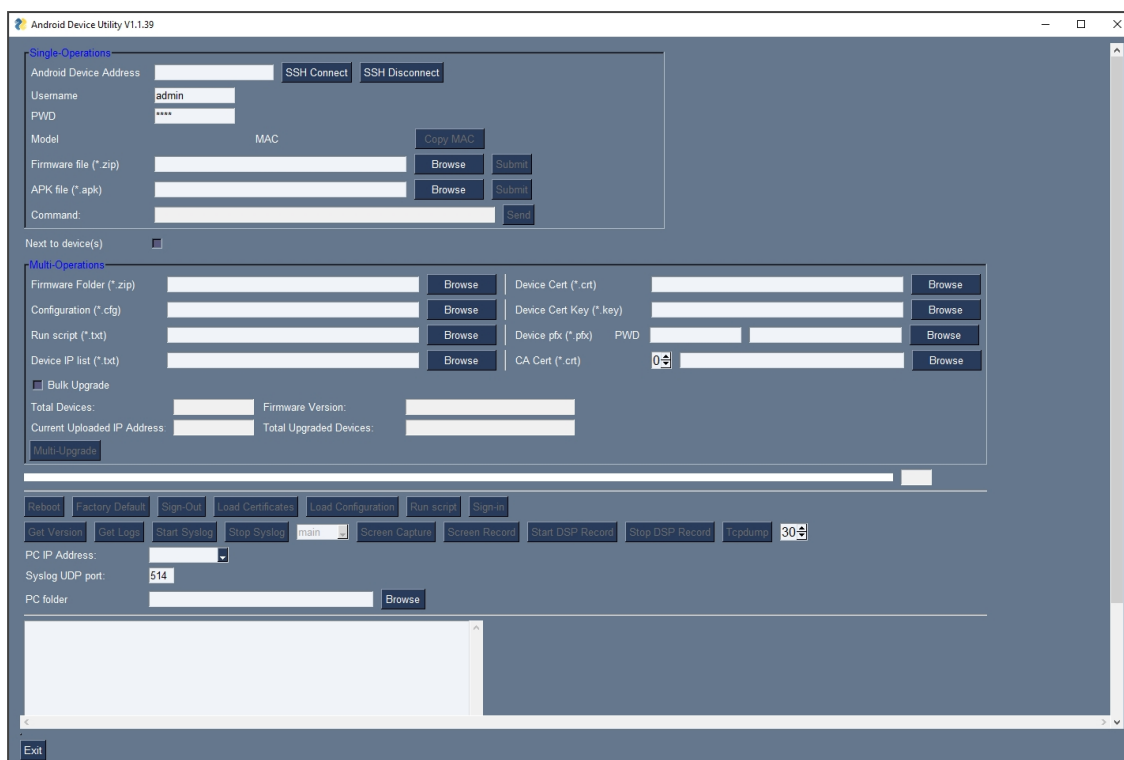 Android Device Utility V1.1.39
Single-Operations
Android Device Address SSH Connect SSH Disconnect
Username admin
PWD ****
Model MAC Copy MAC
Firmware file (*.zip) Browse Submit
APK file (*.apk) Browse Submit
Command: Send
Next to device(s)
Multi-Operations
Firmware Folder (*.zip) Browse Device Cert (*.crt) Browse
Configuration (*.cfg) Browse Device Cert Key (*.key) Browse
Run script (*.txt) Browse Device pfx (*.pfx) PWD Browse
Device IP list (*.txt) Browse CA Cert (*.crt) 0 Browse
Bulk Upgrade
Total Devices: Firmware Version:
Current Uploaded IP Address: Total Upgraded Devices:
Multi-Upgrade
Reboot Factory Default Sign-Out Load Certificates Load Configuration Run script Sign-in
Get Version Get Logs Start Syslog Stop Syslog main Screen Capture Screen Record Start DSP Record Stop DSP Record Tcpdump 30
PC IP Address:
Syslog UDP port: 514
PC folder Browse
Exit